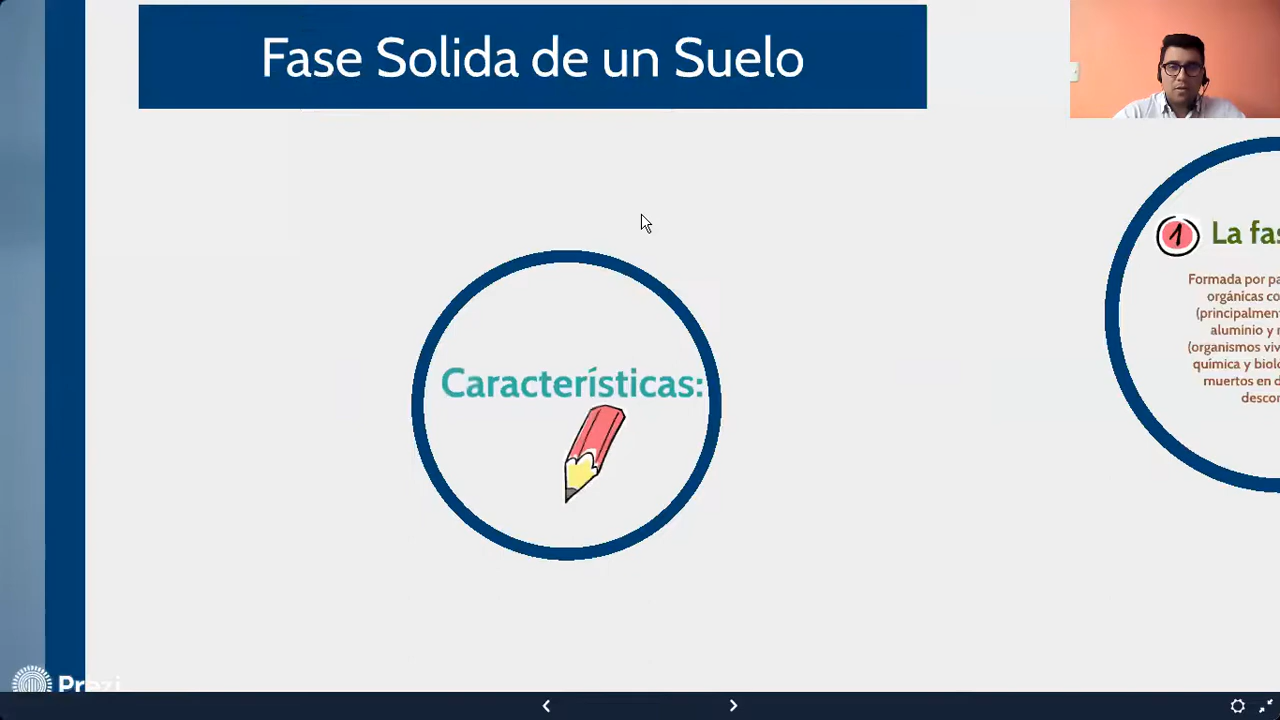 Fase Solida de un Suelo
Características:
1 La fas
Formada por pa
orgánicas co
(principalmen
aluminio y
(organismos viv
química y biol
muertos en d
descor
Prezi